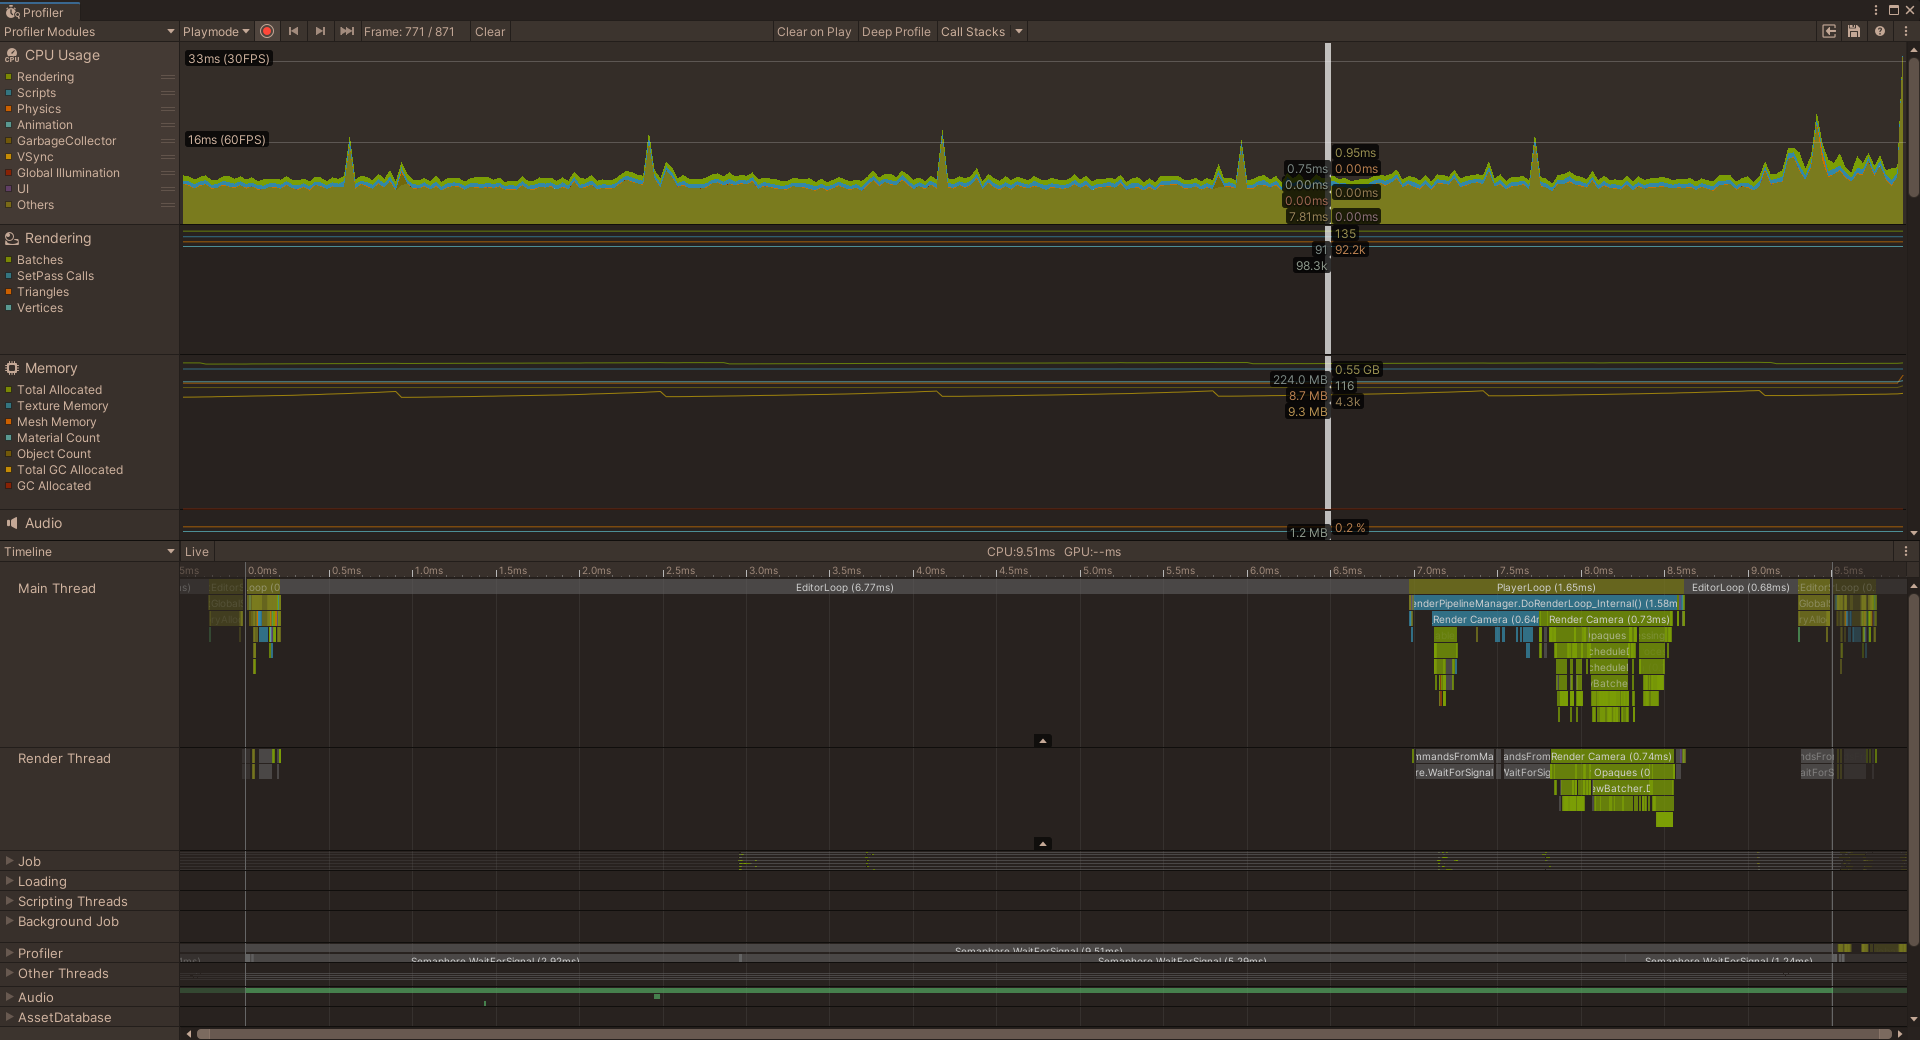 Profiler
Profiler Modules
Playmode
Frame: 771 / 871
Clear
Clear on Play
Deep Profile
Call Stacks
CPU Usage
Rendering
Scripts
Physics
Animation
GarbageCollector
VSync
Global Illumination
UI
Others
33ms (30FPS)
16ms (60FPS)
0.75ms
0.00ms
0.00ms
7.81ms
0.95ms
0.00ms
0.00ms
0.00ms
Rendering
Batches
SetPass Calls
Triangles
Vertices
135
91
92.2k
98.3k
Memory
Total Allocated
Texture Memory
Mesh Memory
Material Count
Object Count
Total GC Allocated
GC Allocated
0.55 GB
224.0 MB
116
8.7 MB
4.3k
9.3 MB
Audio
1.2 MB
0.2 %
Timeline
Live
CPU:9.51ms GPU:--ms
5ms
0.0ms
0.5ms
1.0ms
1.5ms
2.0ms
2.5ms
3.0ms
3.5ms
4.0ms
4.5ms
5.0ms
5.5ms
6.0ms
6.5ms
7.0ms
7.5ms
8.0ms
8.5ms
9.0ms
9.5ms
Main Thread
oop (0
EditorLoop (6.77ms)
PlayerLoop (1.65ms)
EditorLoop (0.68ms)
enderPipelineManager.DoRenderLoop_Internal() (1.58m
Render Camera (0.64r
Render Camera (0.73ms)
paques
chedulel
chedulel
Batche
Render Thread
nmandsFromMa
andsFrom
Render Camera (0.74ms)
re.WaitForSignal
WaitForSig
Opaques (0
ewBatcher.D
Job
Loading
Scripting Threads
Background Job
Profiler
Semaphore.WaitForSignal (9.51ms)
Semaphore.WaitForSignal (2.92ms)
Semaphore.WaitForSignal (5.29ms)
Semaphore.WaitForSignal (1.24ms)
Other Threads
Audio
AssetDatabase